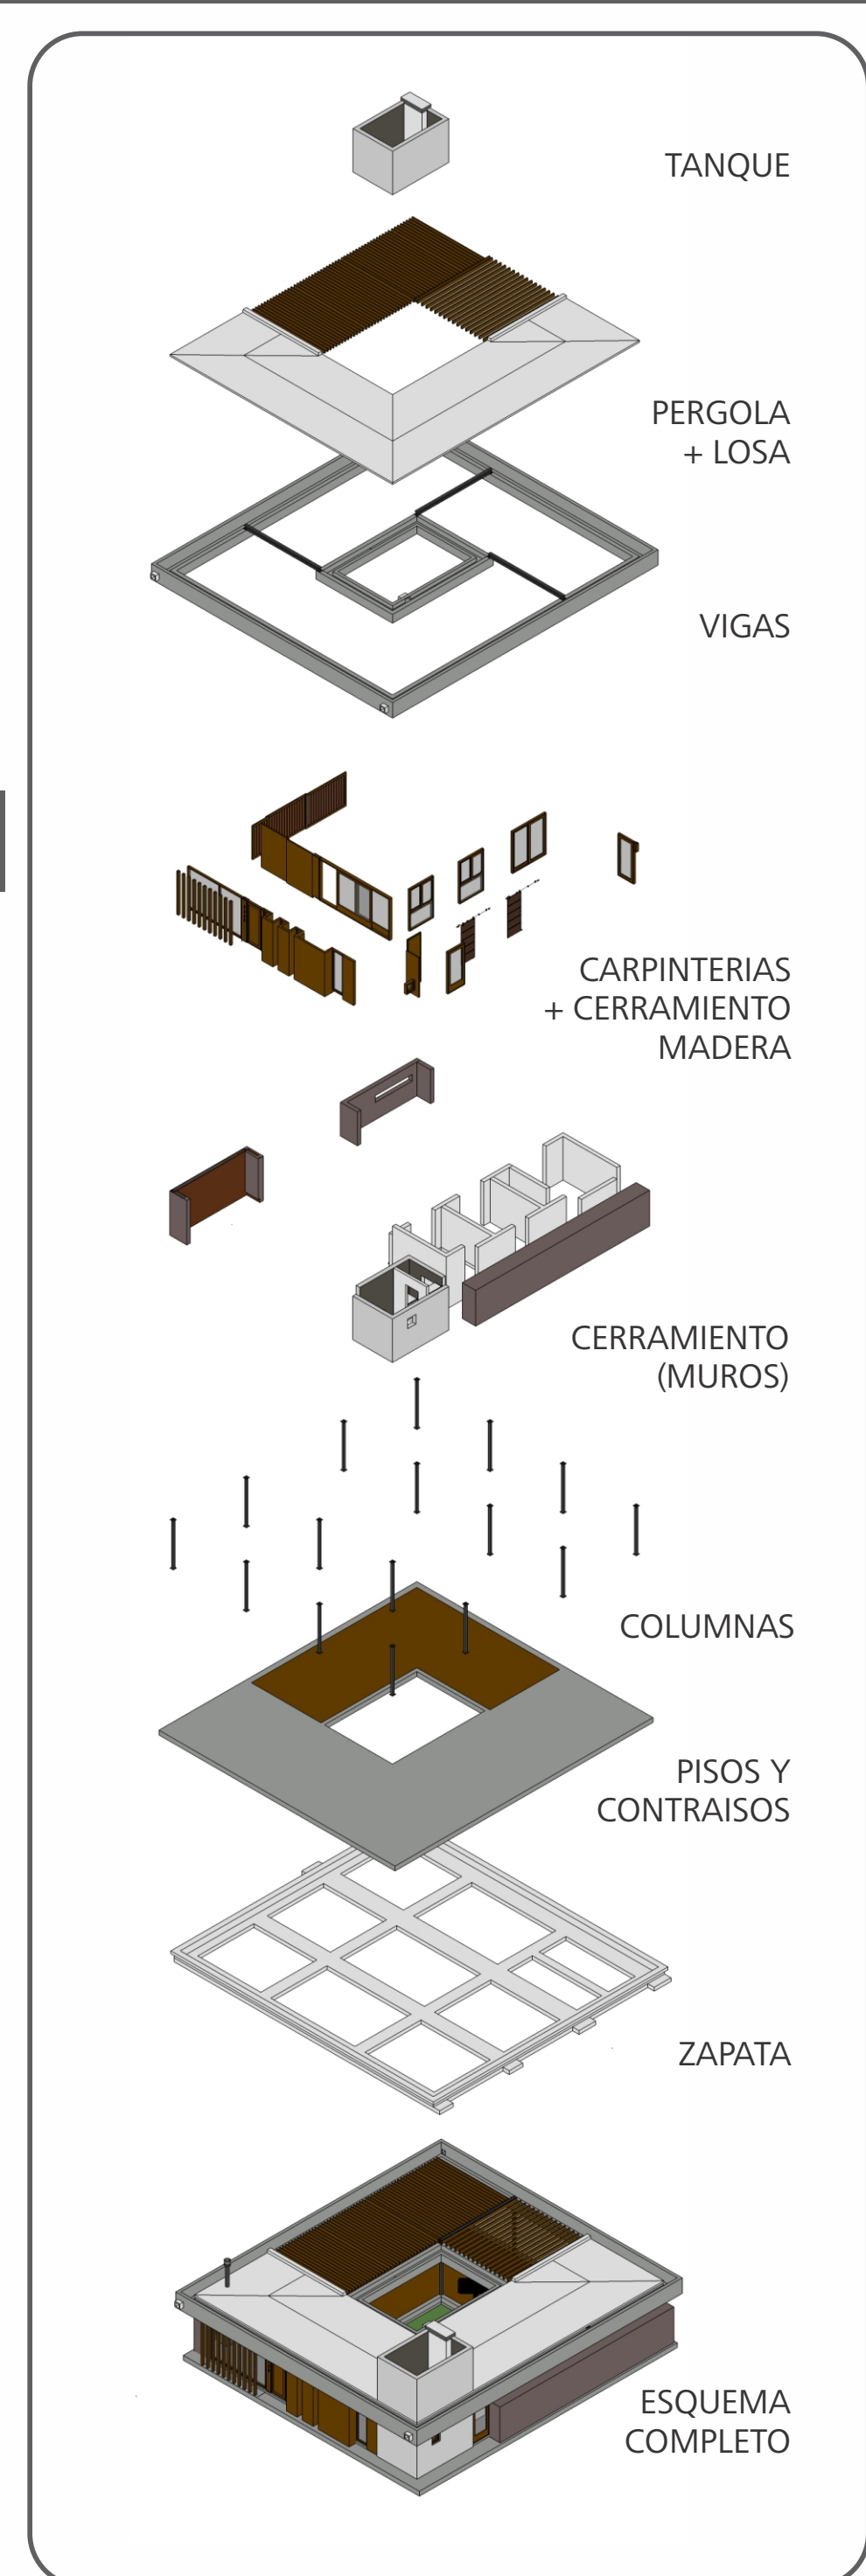 TANQUE
PERGOLA
+ LOSA
VIGAS
CARPINTERIAS
+ CERRAMIENTO
MADERA
CERRAMIENTO
(MUROS)
COLUMNAS
PISOS Y
CONTRAISOS
ZAPATA
ESQUEMA
COMPLETO